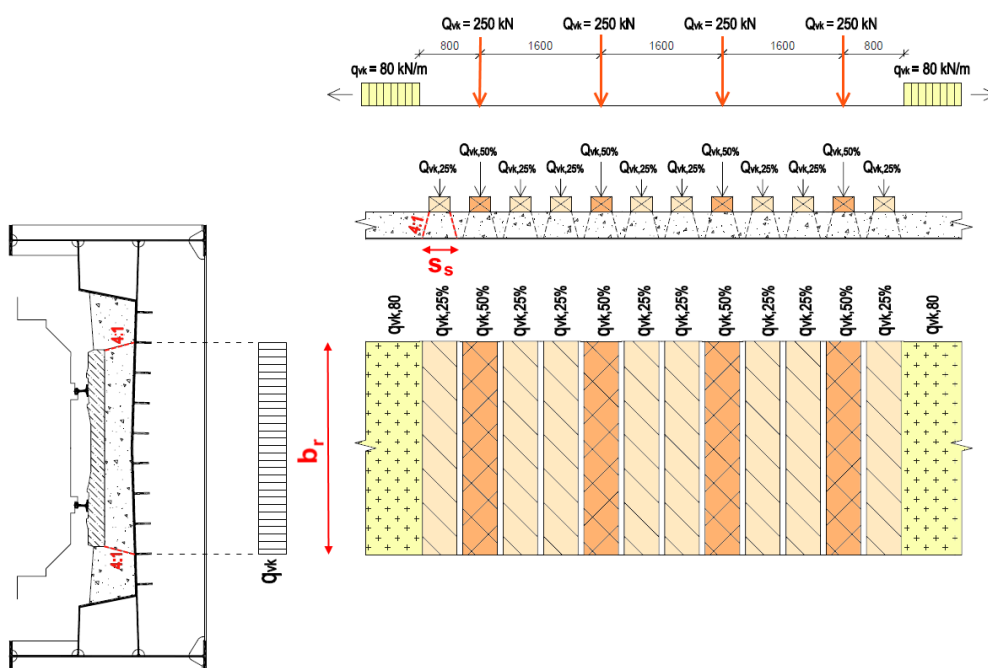 Qvk = 250 kN Qvk = 250 kN Qvk = 250 kN Qvk = 250 kN
800 1600 1600 1600 800
qvk = 80 kN/m qvk = 80 kN/m
Qvk,25% Qvk,50% Qvk,25% Qvk,25% Qvk,50% Qvk,25% Qvk,25% Qvk,50% Qvk,25% Qvk,25% Qvk,50% Qvk,25%
4:1
Ss
qvk,80 qvk,25% qvk,50% qvk,25% qvk,25% qvk,50% qvk,25% qvk,25% qvk,50% qvk,25% qvk,25% qvk,50% qvk,25% qvk,80
4:1
br
4:1
qvk